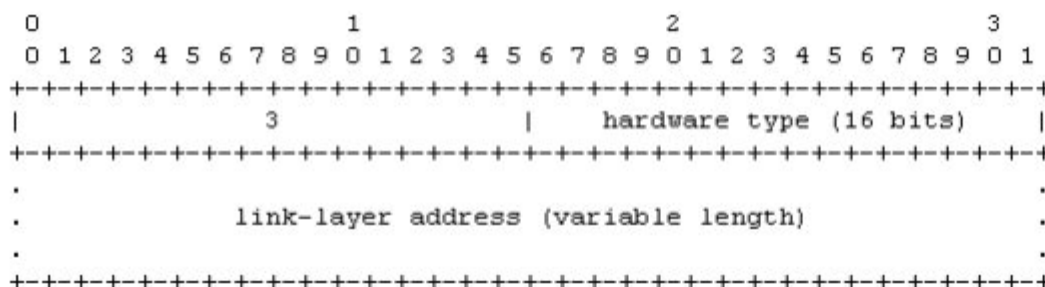 0                   1                   2                   3
 0 1 2 3 4 5 6 7 8 9 0 1 2 3 4 5 6 7 8 9 0 1 2 3 4 5 6 7 8 9 0 1
+-+-+-+-+-+-+-+-+-+-+-+-+-+-+-+-+-+-+-+-+-+-+-+-+-+-+-+-+-+-+-+-+
|               3               |    hardware type (16 bits)    |
+-+-+-+-+-+-+-+-+-+-+-+-+-+-+-+-+-+-+-+-+-+-+-+-+-+-+-+-+-+-+-+-+
.                                                               .
.             link-layer address (variable length)              .
.                                                               .
+-+-+-+-+-+-+-+-+-+-+-+-+-+-+-+-+-+-+-+-+-+-+-+-+-+-+-+-+-+-+-+-+